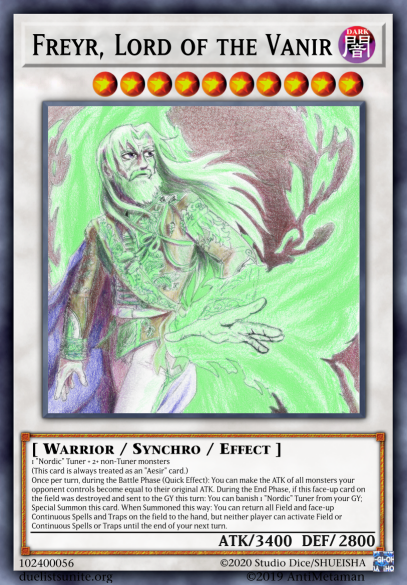 FREYR, LORD OF THE VANIR
DARK
闇
[ WARRIOR / SYNCHRO / EFFECT ]
1 "Nordic" Tuner + 2+ non-Tuner monsters
(This card is always treated as an "Aesir" card.)
Once per turn, during the Battle Phase (Quick Effect): You can make the ATK of all monsters your
opponent controls become equal to their original ATK. During the End Phase, if this face-up card on
the field was destroyed and sent to the GY this turn: You can banish 1 "Nordic" Tuner from your GY;
Special Summon this card. When Summoned this way: You can return all Field and face-up
Continuous Spells and Traps on the field to the hand, but neither player can activate Field or
Continuous Spells or Traps until the end of your next turn.
ATK/3400 DEF/2800
102400056
©2020 Studio Dice/SHUEISHA
duelistsunite.org
©2019 AntiMetaman